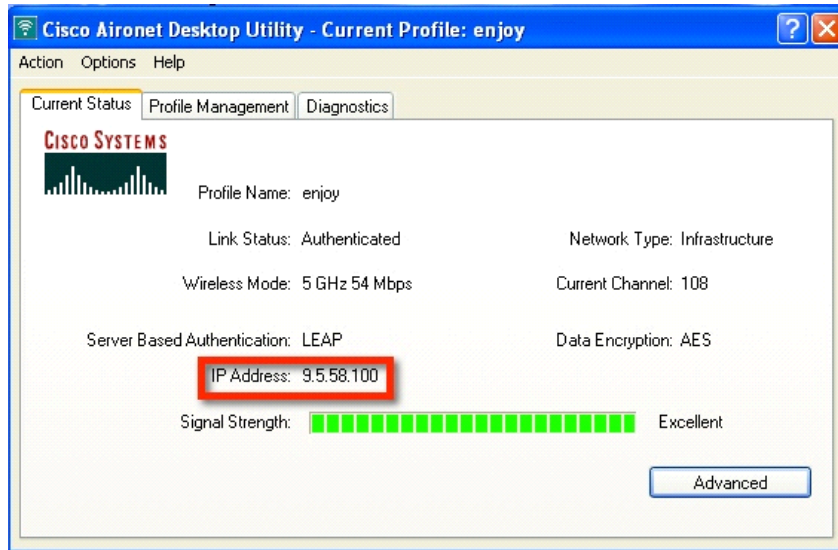 Cisco Aironet Desktop Utility - Current Profile: enjoy
Action Options Help
Current Status Profile Management Diagnostics
CISCO SYSTEMS
Profile Name: enjoy
Link Status: Authenticated Network Type: Infrastructure
Wireless Mode: 5 GHz 54 Mbps Current Channel: 108
Server Based Authentication: LEAP Data Encryption: AES
IP Address: 9.5.58.100
Signal Strength: Excellent
Advanced